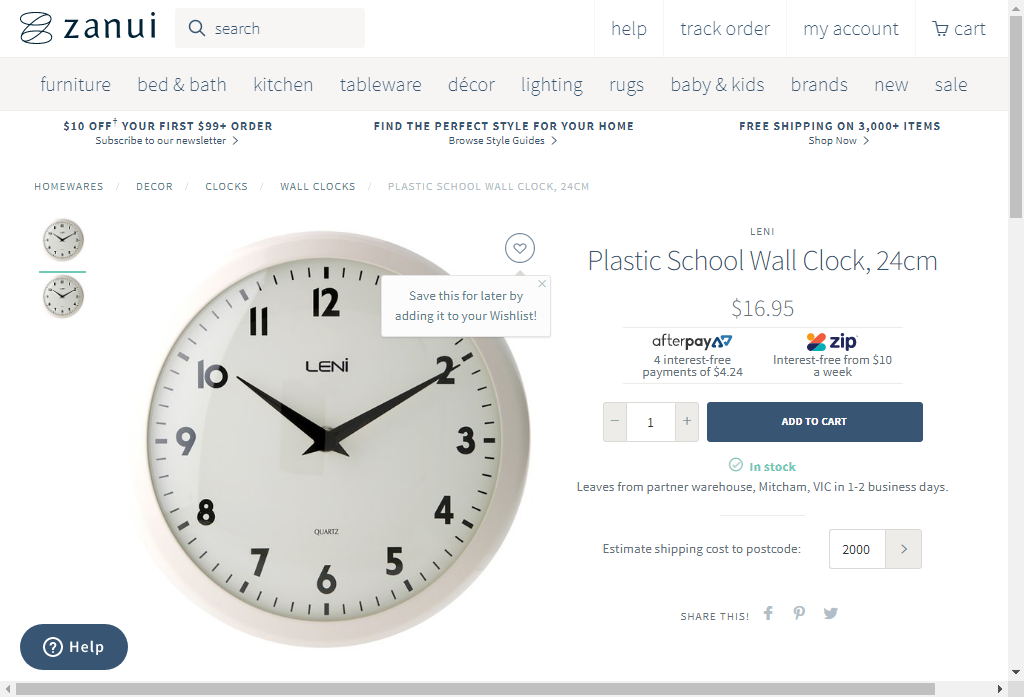 zanui
search
help
track order
my account
cart
furniture
bed & bath
kitchen
tableware
décor
lighting
rugs
baby & kids
brands
new
sale
$10 OFF† YOUR FIRST $99+ ORDER
Subscribe to our newsletter >
FIND THE PERFECT STYLE FOR YOUR HOME
Browse Style Guides >
FREE SHIPPING ON 3,000+ ITEMS
Shop Now >
HOMEWARES / DECOR / CLOCKS / WALL CLOCKS / PLASTIC SCHOOL WALL CLOCK, 24CM
Save this for later by
adding it to your Wishlist!
12
11
LENI
10
2
9
3
8
4
QUARTZ
7
5
6
LENI
Plastic School Wall Clock, 24cm
$16.95
afterpay
4 interest-free
payments of $4.24
zip
Interest-free from $10
a week
− 1 +
ADD TO CART
In stock
Leaves from partner warehouse, Mitcham, VIC in 1-2 business days.
Estimate shipping cost to postcode:
2000
SHARE THIS!
Help